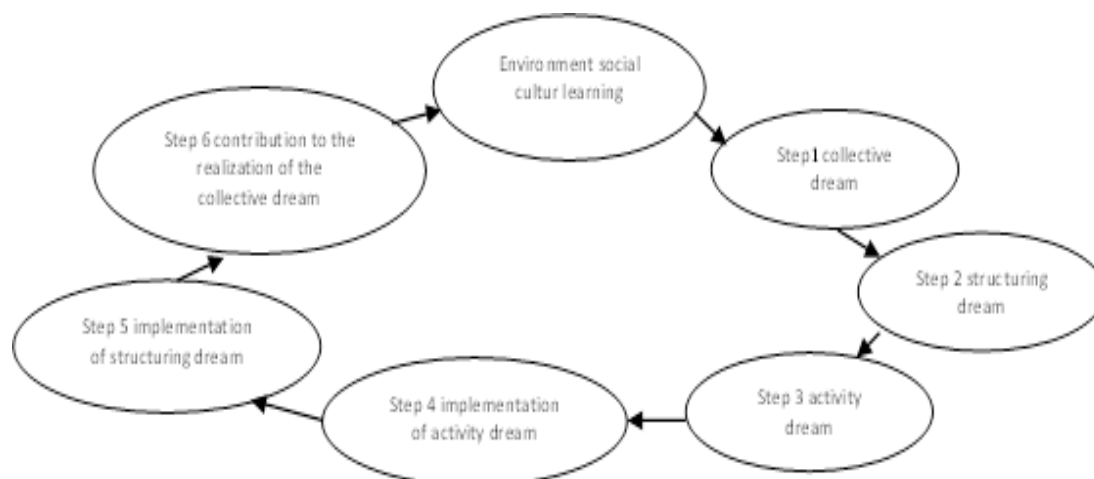 Environment social
cultur learning
Step1 collective
dream
Step 2 structuring
dream
Step 3 activity
dream
Step 4 implementation
of activity dream
Step 5 implementation
of structuring dream
Step 6 contribution to the
realization of the
collective dream